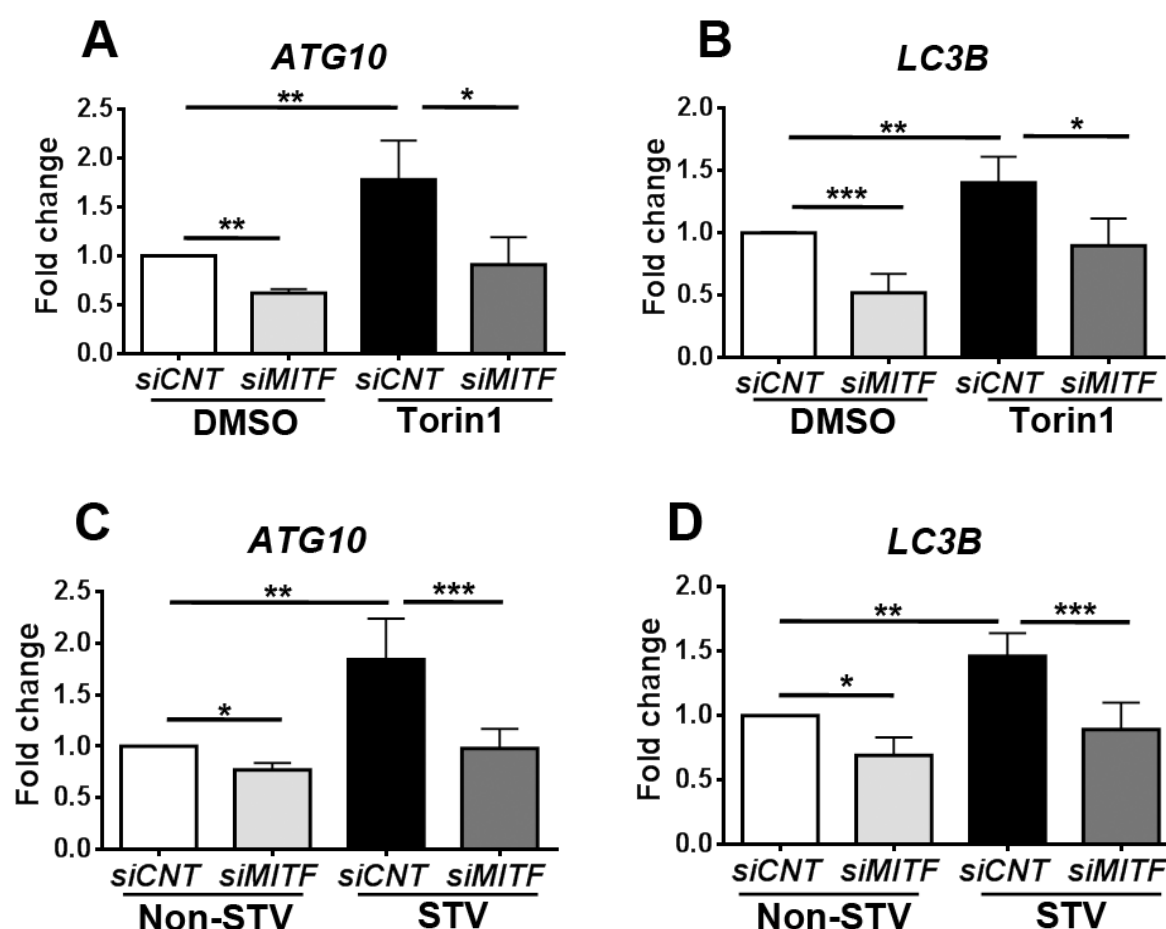 A
ATG10
Fold change
2.5
2.0
1.5
1.0
0.5
0.0
**
*
**
siCNT siMITF siCNT siMITF
DMSO Torin1
B
LC3B
Fold change
2.0
1.5
1.0
0.5
0.0
**
*
***
siCNT siMITF siCNT siMITF
DMSO Torin1
C
ATG10
Fold change
2.5
2.0
1.5
1.0
0.5
0.0
**
***
*
siCNT siMITF siCNT siMITF
Non-STV STV
D
LC3B
Fold change
2.0
1.5
1.0
0.5
0.0
**
***
*
siCNT siMITF siCNT siMITF
Non-STV STV